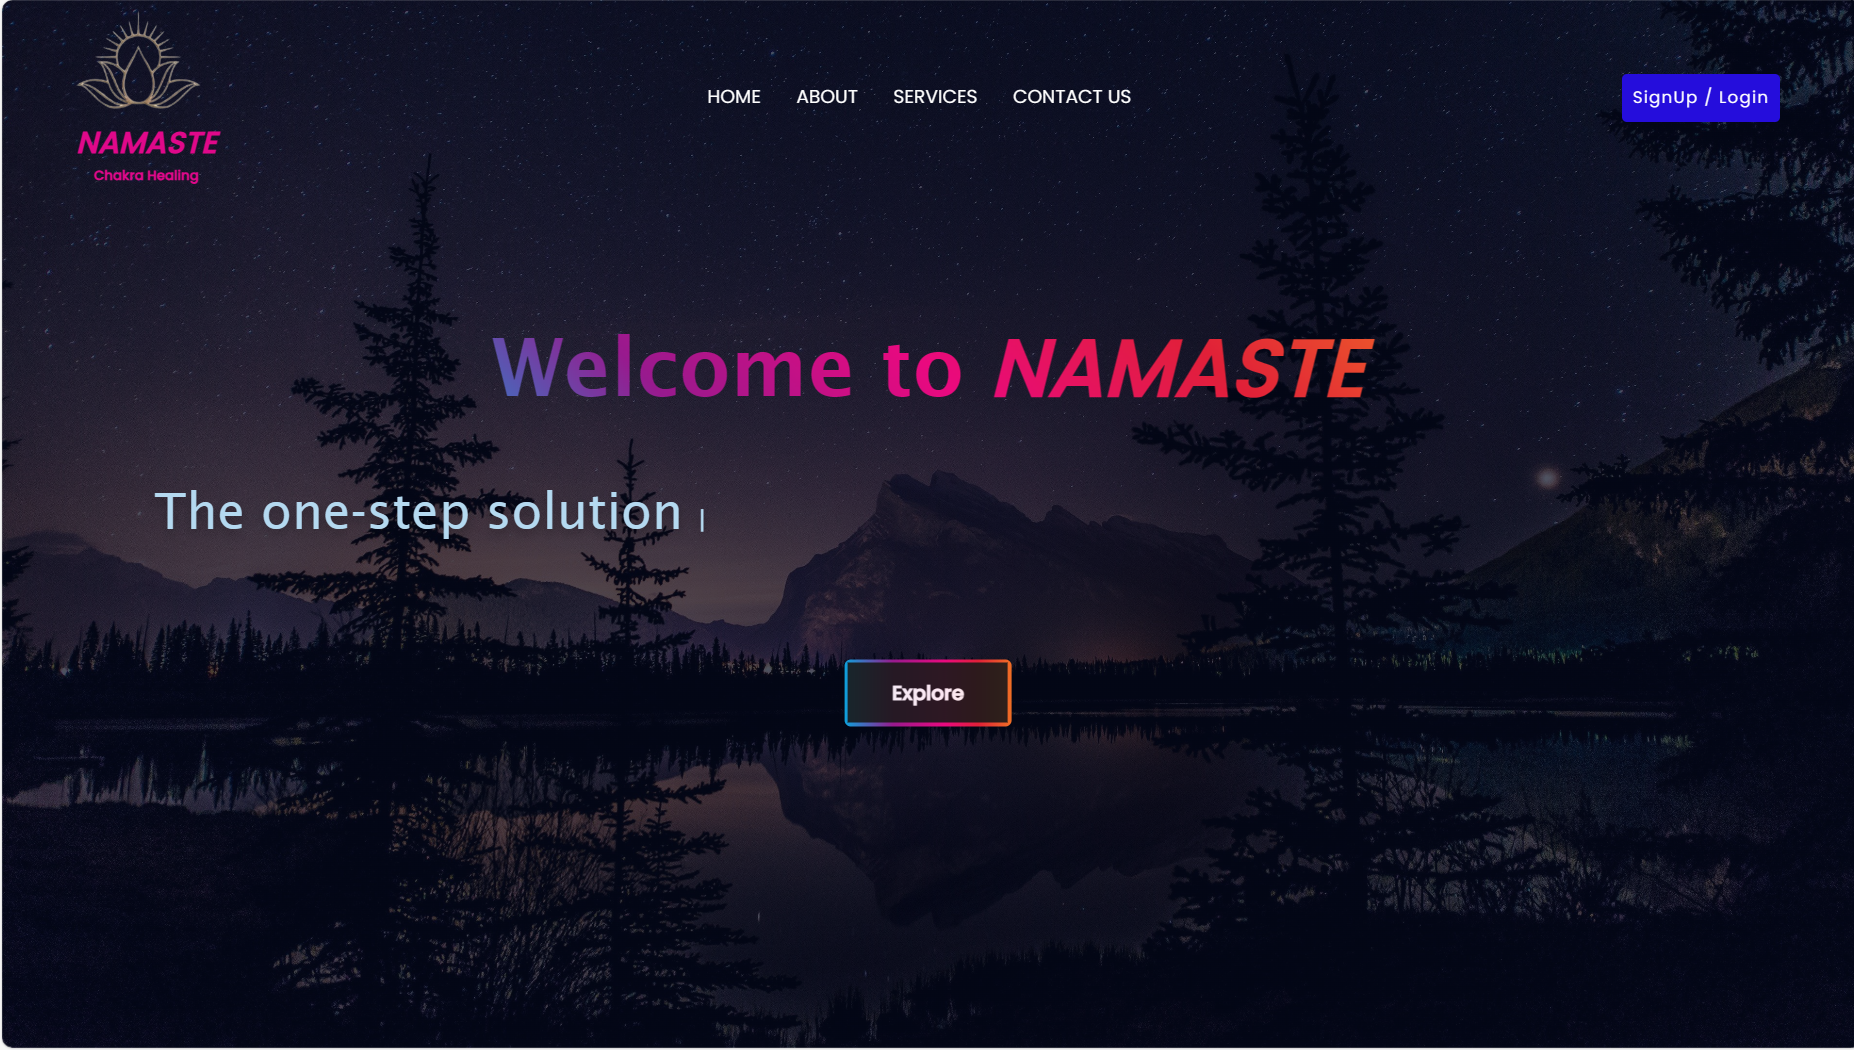 HOME ABOUT SERVICES CONTACT US
SignUp / Login
NAMASTE
Chakra Healing
Welcome to NAMASTE
The one-step solution |
Explore